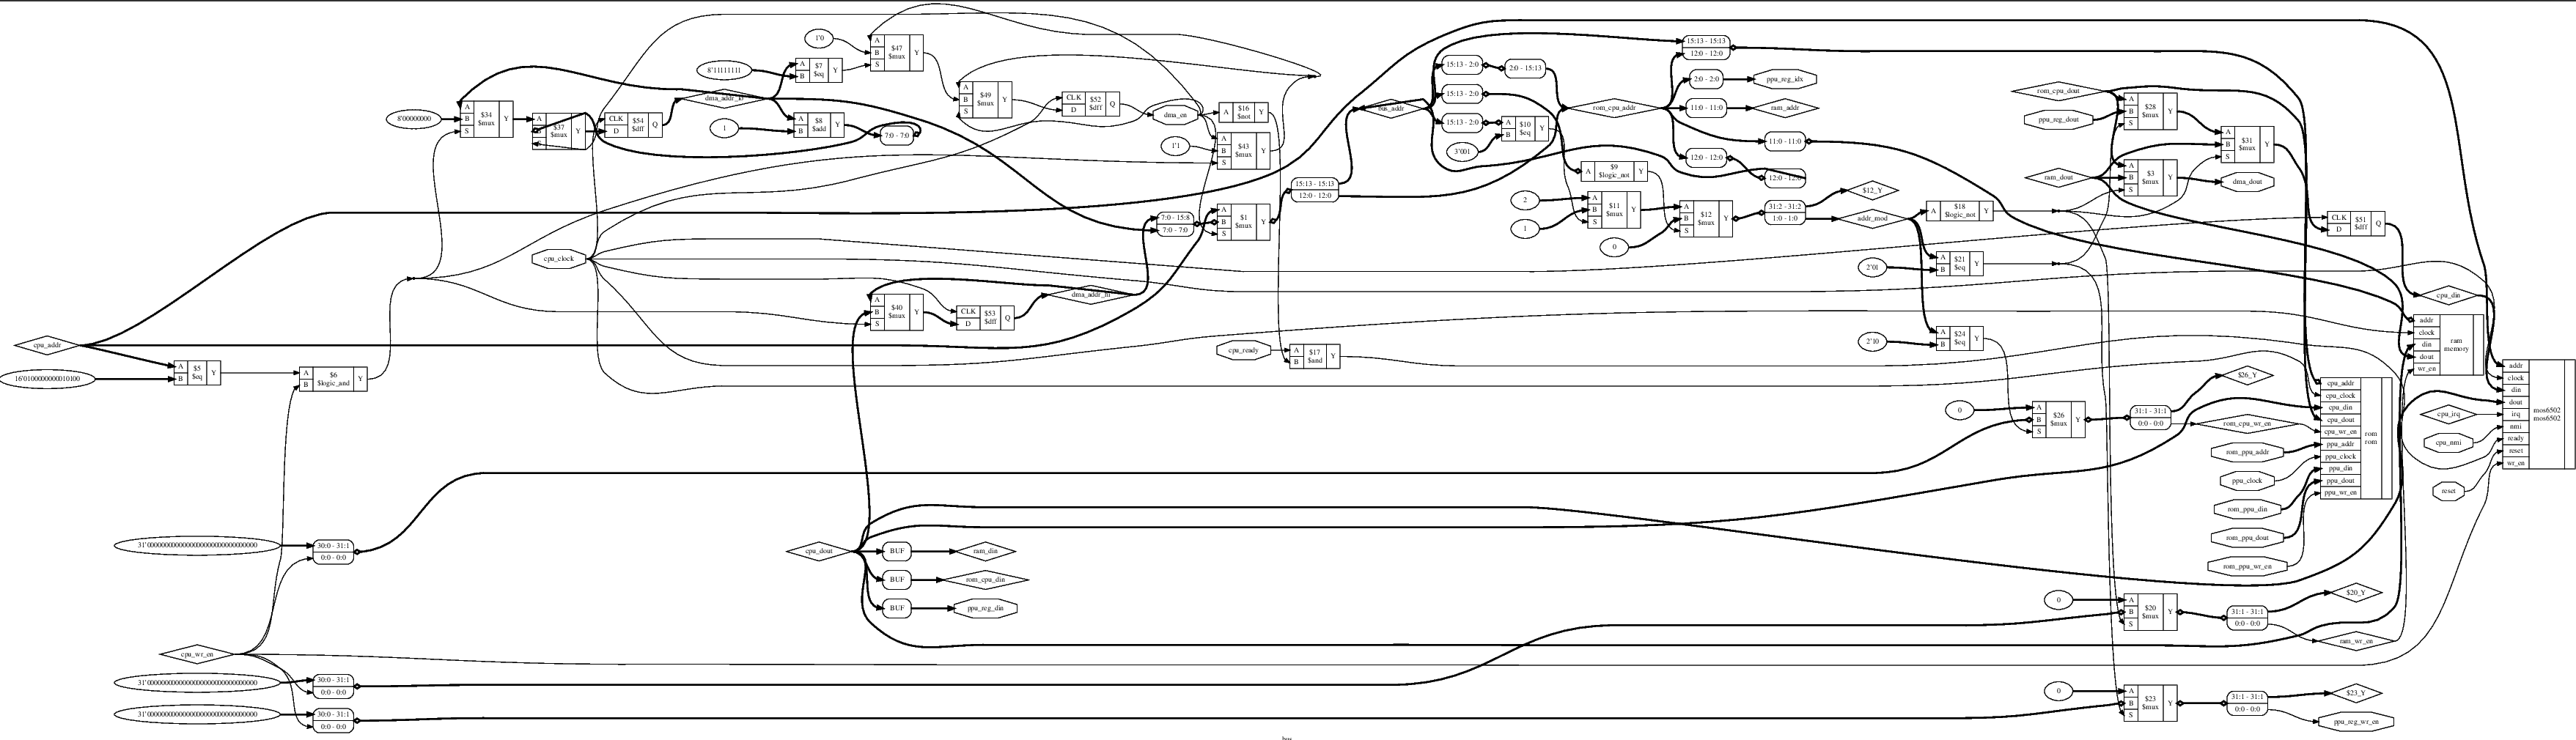 1'0
A
B
S
$47
$mux
Y
8'11111111
A
B
$7
$eq
Y
8'00000000
A
B
S
$34
$mux
Y
A
$37
$mux
Y
CLK
D
$54
$dff
Q
1
A
B
$8
$add
Y
7:0 - 7:0
A
B
S
$49
$mux
Y
CLK
D
$52
$dff
Q
dma_en
A
$16
$not
Y
1'1
A
B
S
$43
$mux
Y
7:0 - 15:8
7:0 - 7:0
A
B
S
$1
$mux
Y
15:13 - 15:13
12:0 - 12:0
bus_addr
15:13 - 2:0
2:0 - 15:13
15:13 - 2:0
15:13 - 2:0
A
B
$10
$eq
Y
3'001
rom_cpu_addr
15:13 - 15:13
12:0 - 12:0
2:0 - 2:0
ppu_reg_idx
11:0 - 11:0
ram_addr
11:0 - 11:0
12:0 - 12:0
A
$9
$logic_not
Y
2
1
A
B
S
$11
$mux
Y
0
A
B
S
$12
$mux
Y
31:2 - 31:2
1:0 - 1:0
$12_Y
addr_mod
A
$18
$logic_not
Y
2'01
A
B
$21
$eq
Y
2'10
A
B
$24
$eq
Y
rom_cpu_dout
ppu_reg_dout
A
B
S
$28
$mux
Y
A
B
S
$31
$mux
Y
ram_dout
A
B
S
$3
$mux
Y
dma_dout
CLK
D
$51
$dff
Q
cpu_din
cpu_clock
A
B
S
$40
$mux
Y
CLK
D
$53
$dff
Q
dma_addr_hi
cpu_addr
16'0100000000010100
A
B
$5
$eq
Y
A
B
$6
$logic_and
Y
cpu_ready
A
B
$17
$and
Y
addr
clock
din
dout
wr_en
ram
memory
addr
clock
din
dout
irq
nmi
ready
reset
wr_en
mos6502
mos6502
cpu_irq
cpu_nmi
reset
0
A
B
S
$26
$mux
Y
31:1 - 31:1
0:0 - 0:0
$26_Y
rom_cpu_wr_en
cpu_addr
cpu_clock
cpu_din
cpu_dout
cpu_wr_en
ppu_addr
ppu_clock
ppu_din
ppu_dout
ppu_wr_en
rom
rom
rom_ppu_addr
ppu_clock
rom_ppu_din
rom_ppu_dout
rom_ppu_wr_en
31'0000000000000000000000000000000
30:0 - 31:1
0:0 - 0:0
cpu_dout
BUF
ram_din
BUF
rom_cpu_din
BUF
ppu_reg_din
0
A
B
S
$20
$mux
Y
31:1 - 31:1
0:0 - 0:0
$20_Y
ram_wr_en
cpu_wr_en
31'0000000000000000000000000000000
30:0 - 31:1
0:0 - 0:0
31'0000000000000000000000000000000
30:0 - 31:1
0:0 - 0:0
0
A
B
S
$23
$mux
Y
31:1 - 31:1
0:0 - 0:0
$23_Y
ppu_reg_wr_en